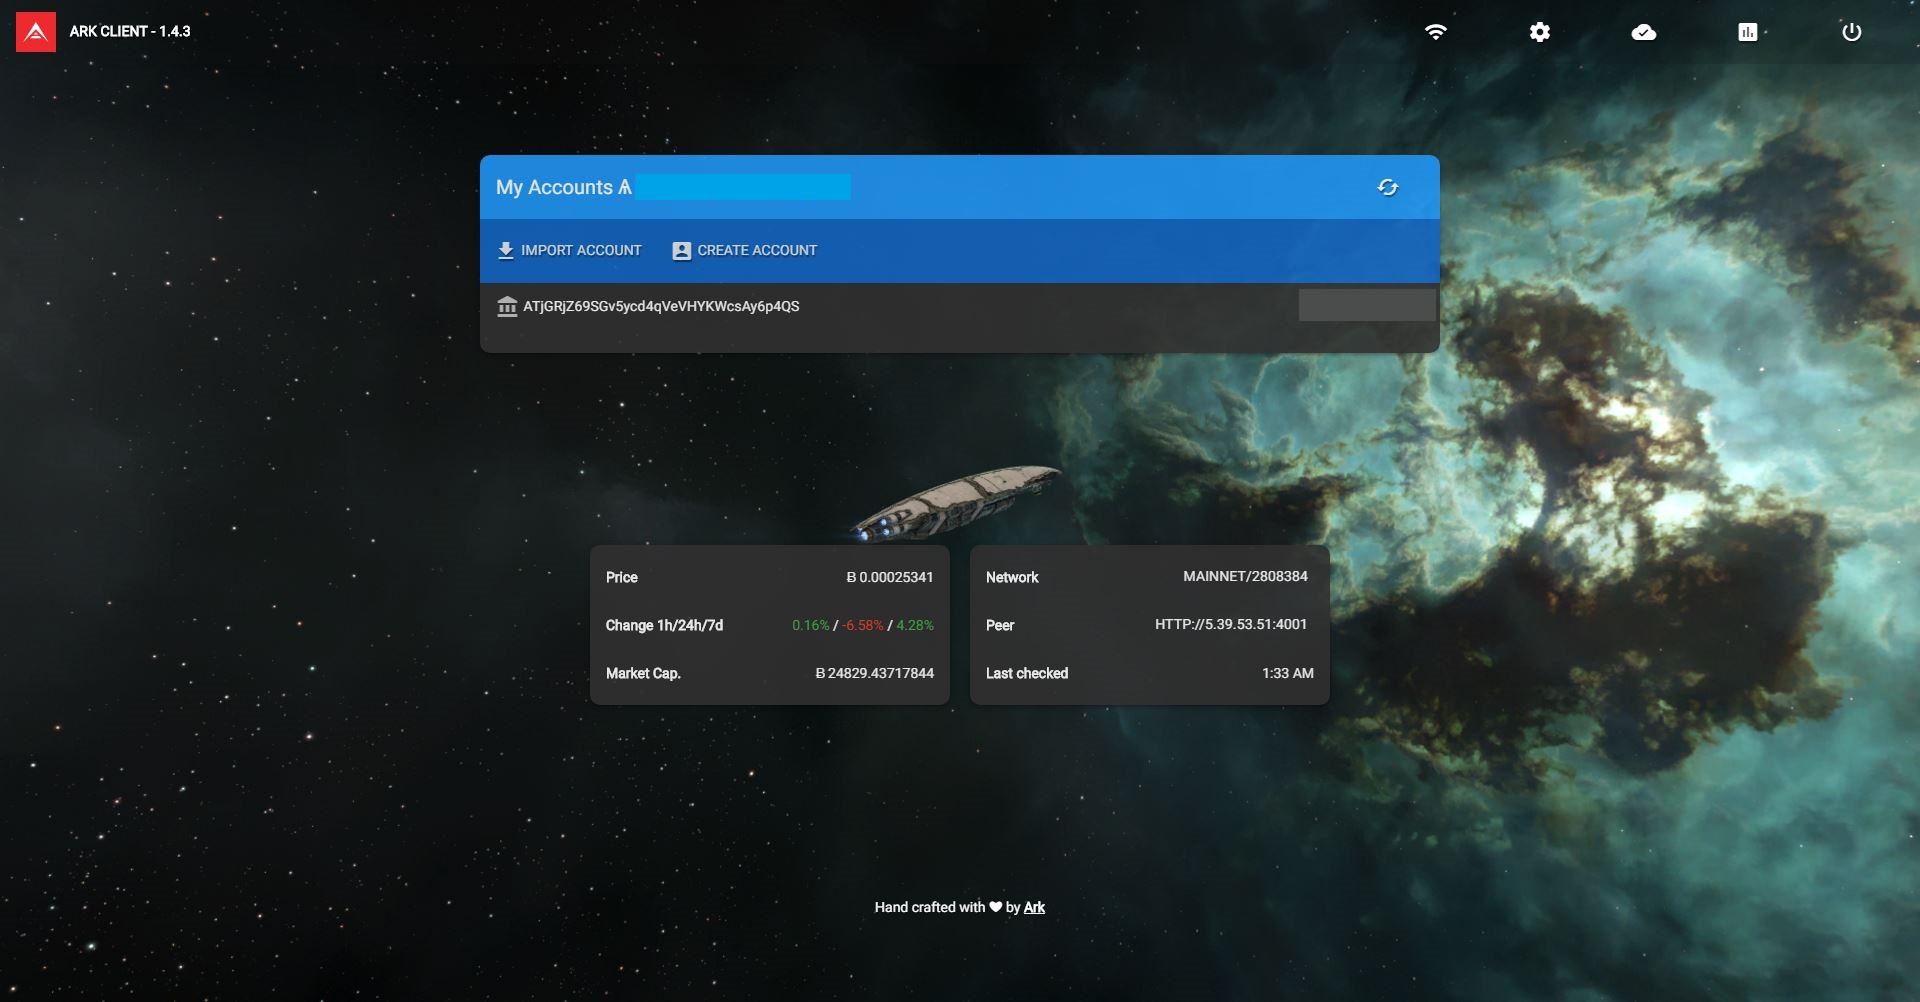 ARK CLIENT - 1.4.3
My Accounts Ѧ
IMPORT ACCOUNT CREATE ACCOUNT
ATjGRjZ69SGv5ycd4qVeVHYKWcsAy6p4QS
Price Ƀ 0.00025341
Change 1h/24h/7d 0.16% / -6.58% / 4.28%
Market Cap. Ƀ 24829.43717844
Network MAINNET/2808384
Peer HTTP://5.39.53.51:4001
Last checked 1:33 AM
Hand crafted with ♥ by Ark